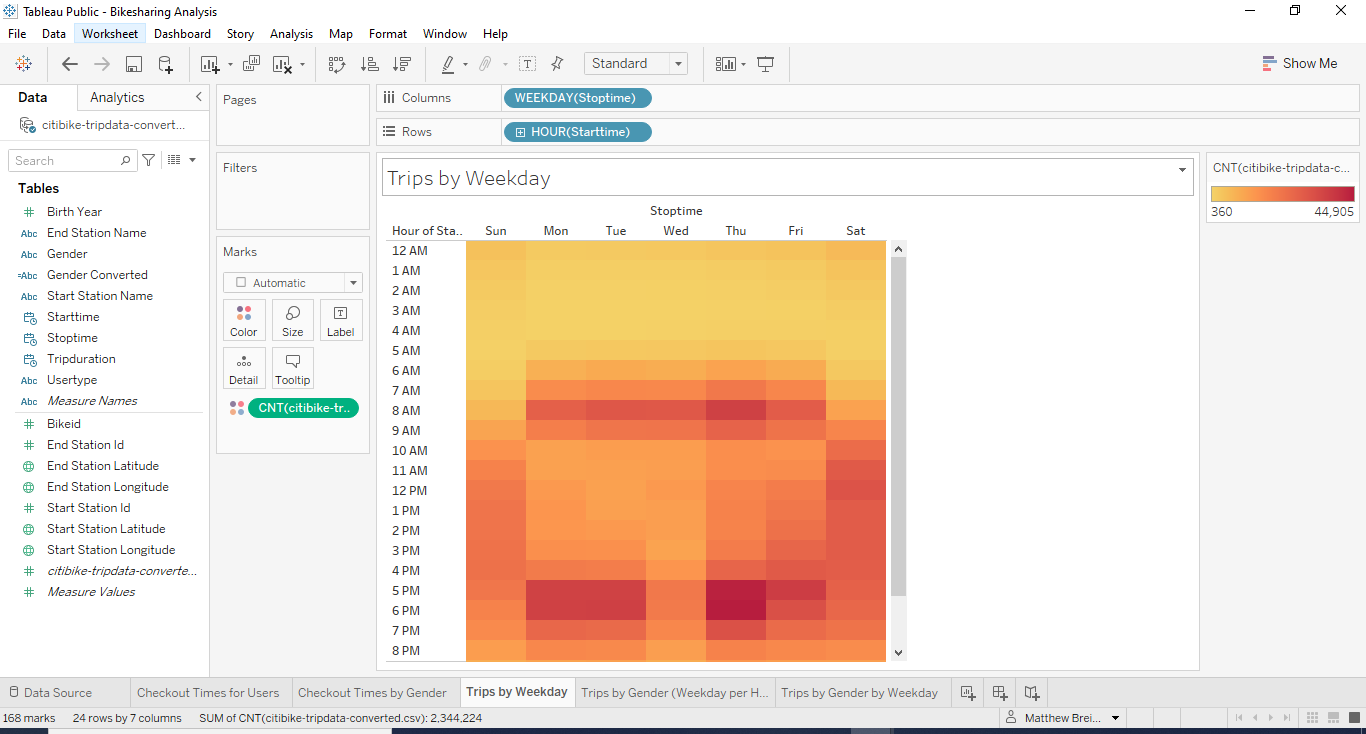 Tableau Public - Bikesharing Analysis
File Data Worksheet Dashboard Story Analysis Map Format Window Help
Standard
Show Me
Data Analytics
citibike-tripdata-convert...
Search
Tables
Birth Year
Abc End Station Name
Abc Gender
=Abc Gender Converted
Abc Start Station Name
Starttime
Stoptime
Tripduration
Abc Usertype
Abc Measure Names
Bikeid
End Station Id
End Station Latitude
End Station Longitude
Start Station Id
Start Station Latitude
Start Station Longitude
citibike-tripdata-converte...
Measure Values
Pages
Filters
Marks
Automatic
Color Size Label
Detail Tooltip
CNT(citibike-tr..
Columns WEEKDAY(Stoptime)
Rows HOUR(Starttime)
Trips by Weekday
Stoptime
Hour of Sta.. Sun Mon Tue Wed Thu Fri Sat
12 AM
1 AM
2 AM
3 AM
4 AM
5 AM
6 AM
7 AM
8 AM
9 AM
10 AM
11 AM
12 PM
1 PM
2 PM
3 PM
4 PM
5 PM
6 PM
7 PM
8 PM
CNT(citibike-tripdata-c...
360 44,905
Data Source Checkout Times for Users Checkout Times by Gender Trips by Weekday Trips by Gender (Weekday per H... Trips by Gender by Weekday
168 marks 24 rows by 7 columns SUM of CNT(citibike-tripdata-converted.csv): 2,344,224 Matthew Brei...